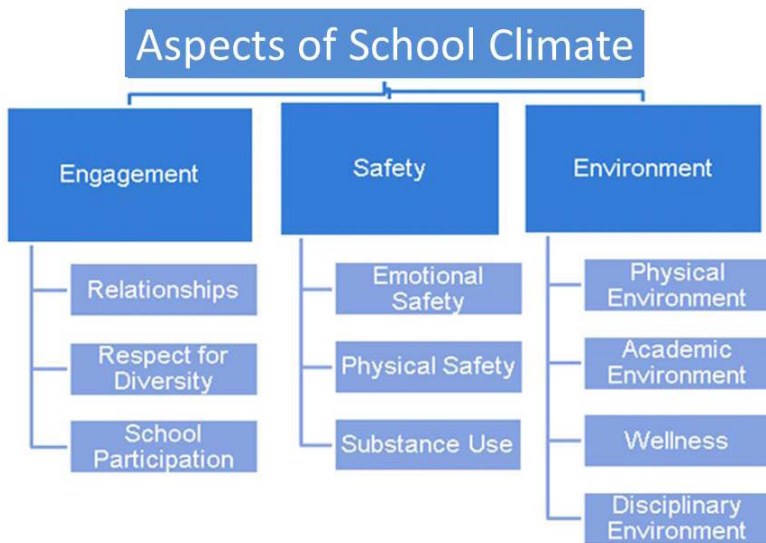 Aspects of School Climate
Engagement
Relationships
Respect for
Diversity
School
Participation
Safety
Emotional
Safety
Physical Safety
Substance Use
Environment
Physical
Environment
Academic
Environment
Wellness
Disciplinary
Environment